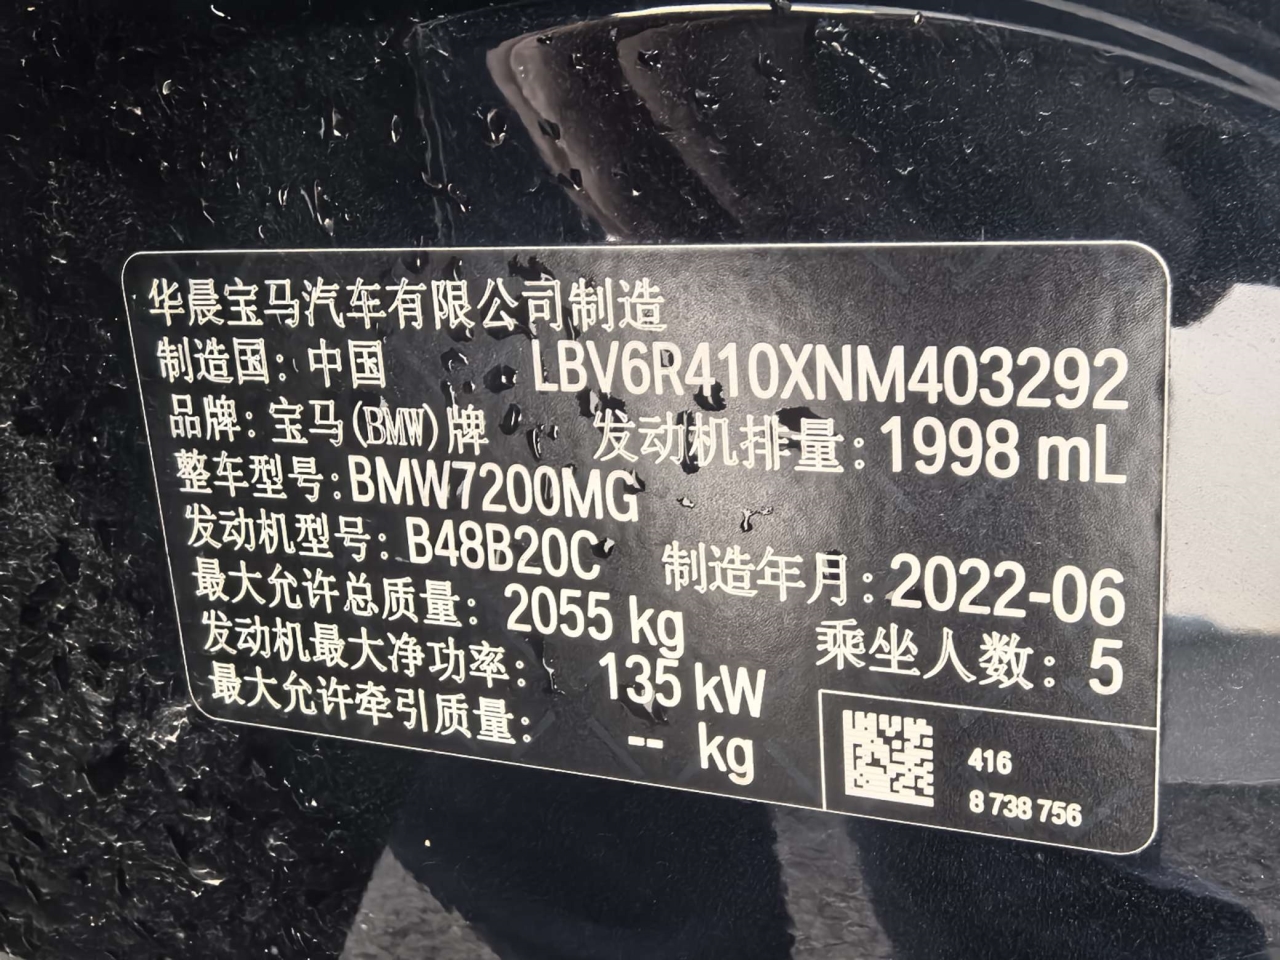 华晨宝马汽车有限公司制造
制造国: 中国 LBV6R410XNM403292
品牌: 宝马(BMW)牌 发动机排量: 1998 mL
整车型号: BMW7200MG
发动机型号: B48B20C 制造年月: 2022-06
最大允许总质量: 2055 kg 乘坐人数: 5
发动机最大净功率: 135 kW
最大允许牵引质量: -- kg
416
8 738 756